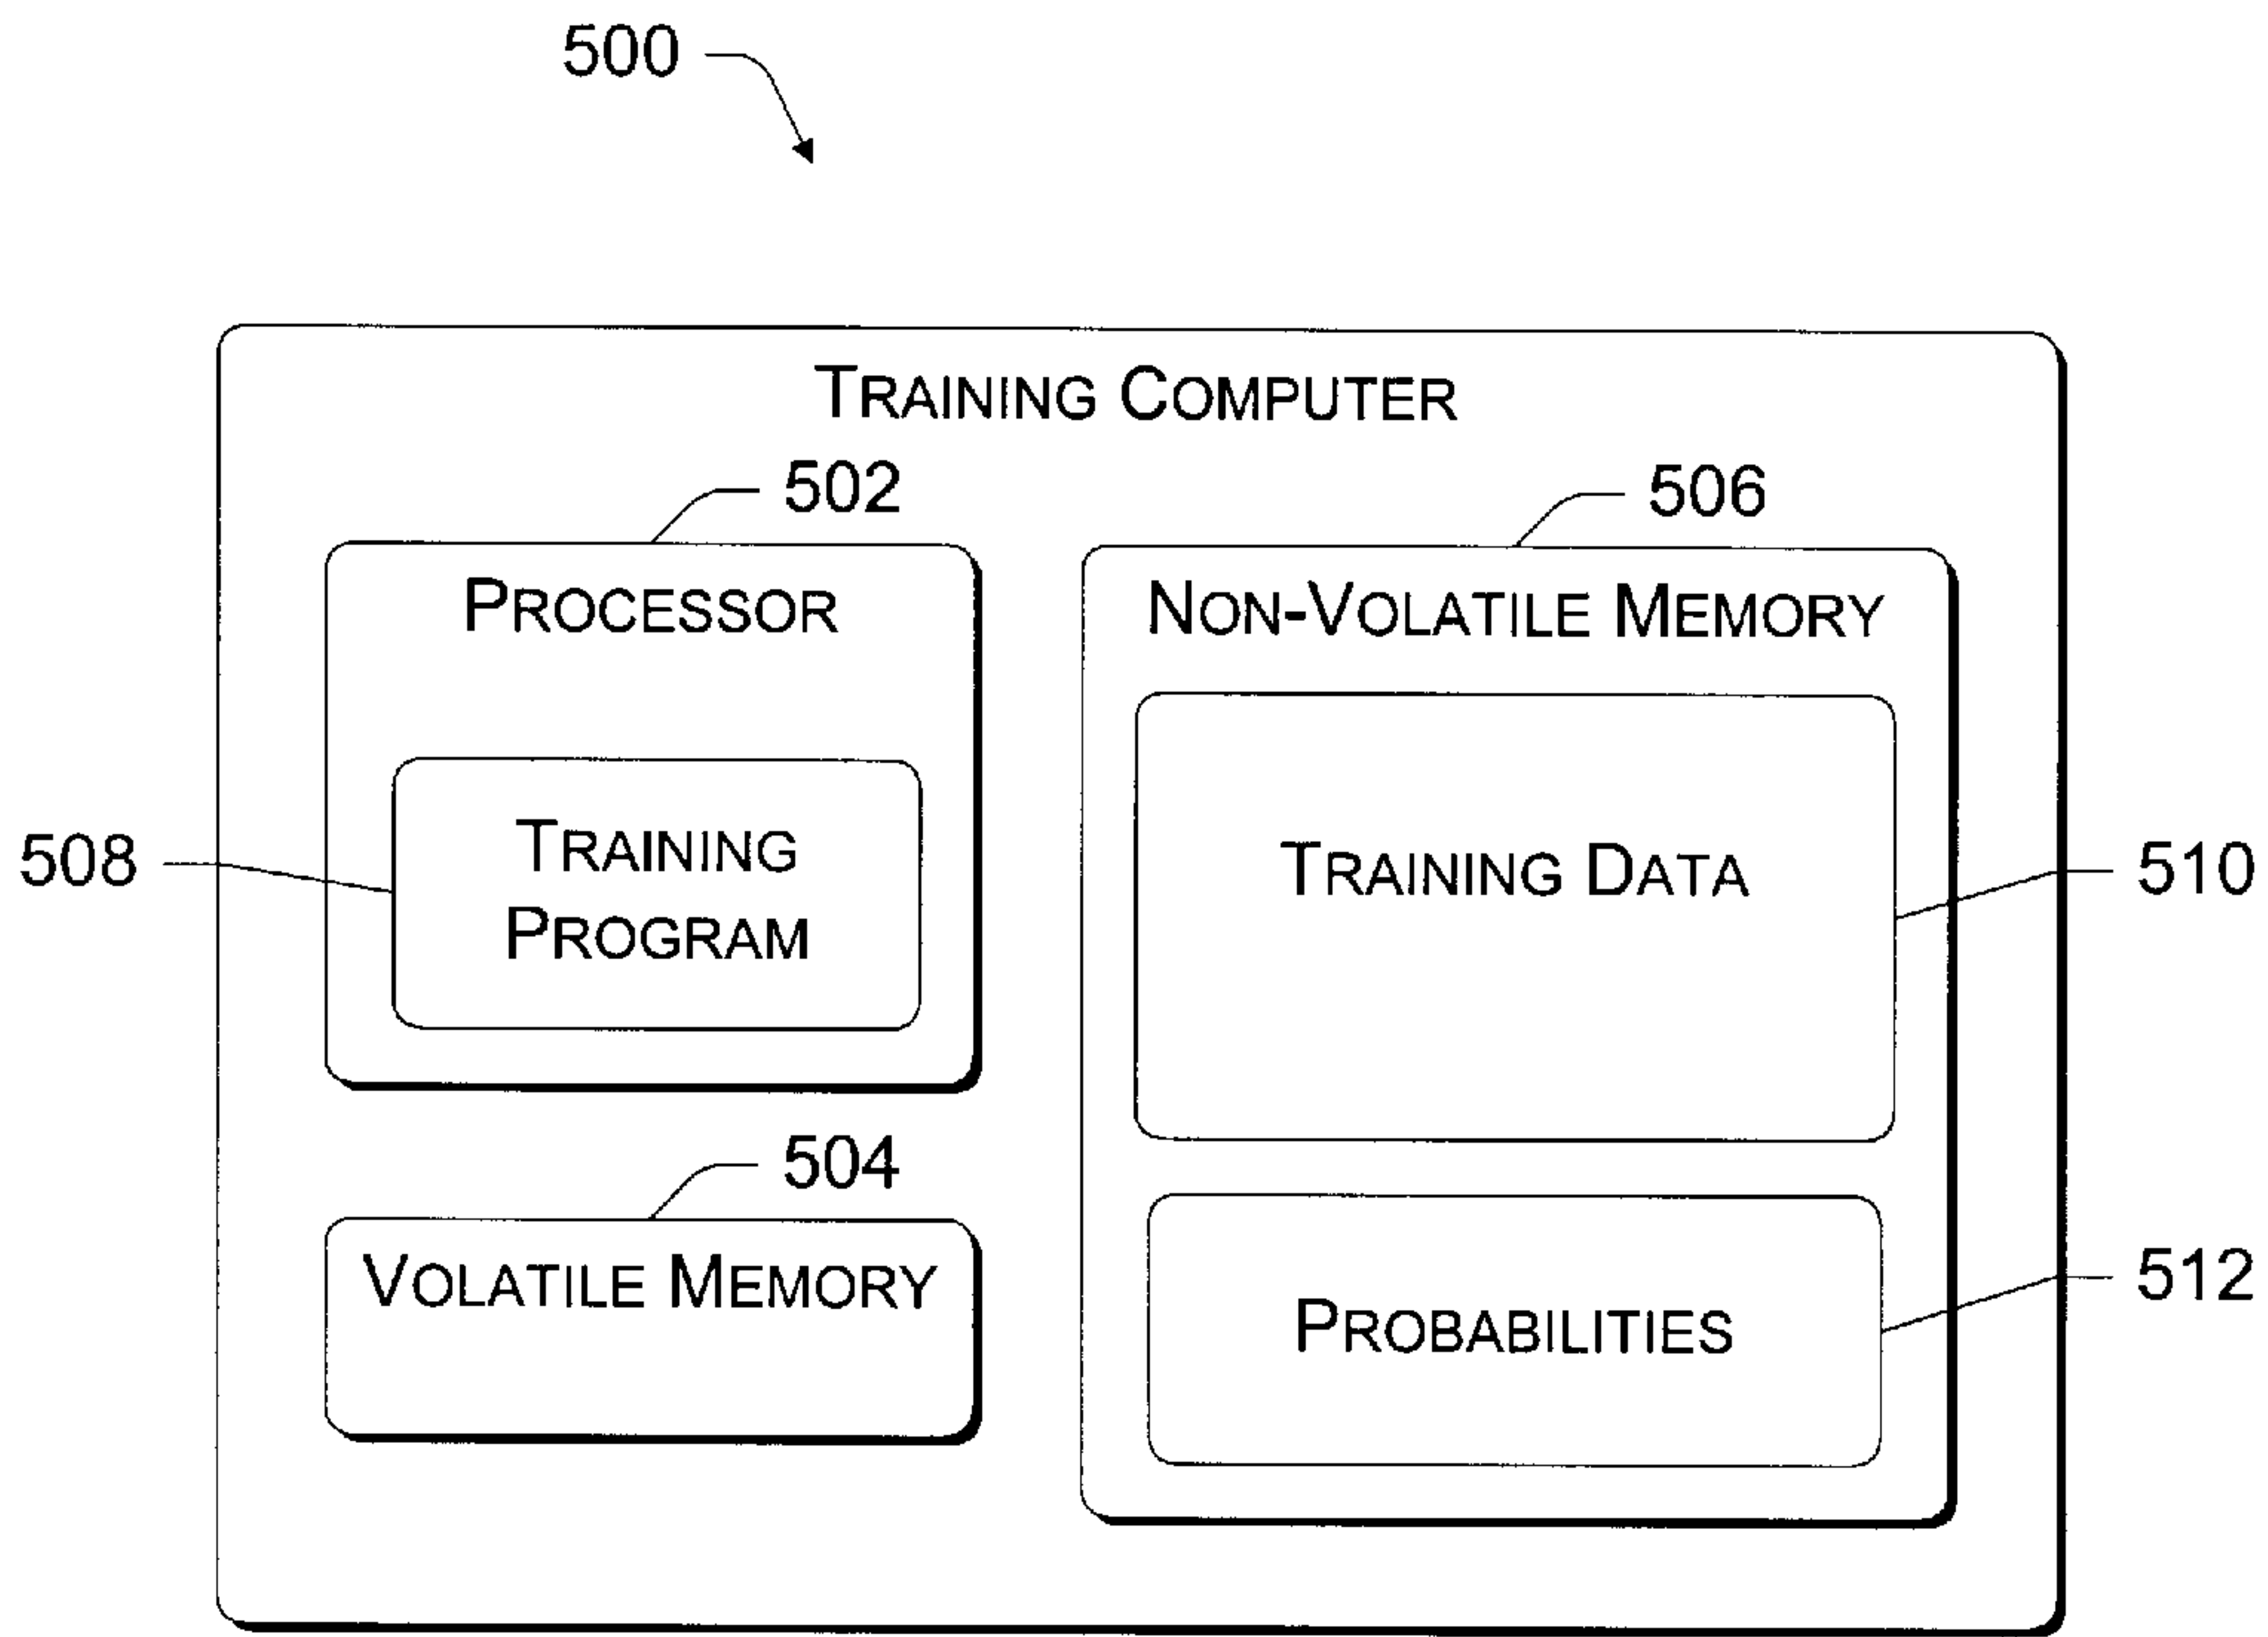 500
TRAINING COMPUTER
502
506
PROCESSOR
NON-VOLATILE MEMORY
TRAINING
PROGRAM
508
TRAINING DATA
510
504
VOLATILE MEMORY
512
PROBABILITIES